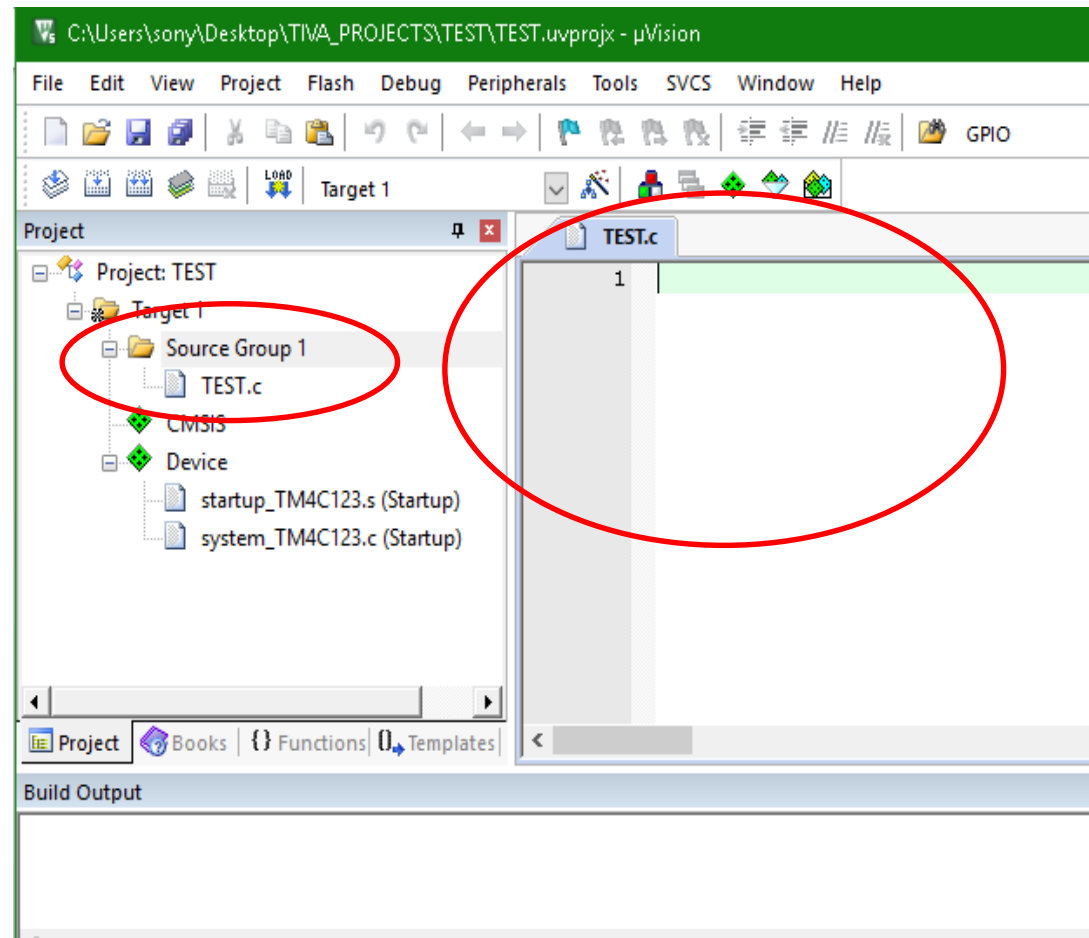 C:\Users\sony\Desktop\TIVA_PROJECTS\TEST\TEST.uvprojx - µVision
File Edit View Project Flash Debug Peripherals Tools SVCS Window Help
GPIO
LOAD Target 1
Project
TEST.c
1
Project: TEST
Target 1
Source Group 1
TEST.c
CMSIS
Device
startup_TM4C123.s (Startup)
system_TM4C123.c (Startup)
Project Books {} Functions 0 Templates
Build Output